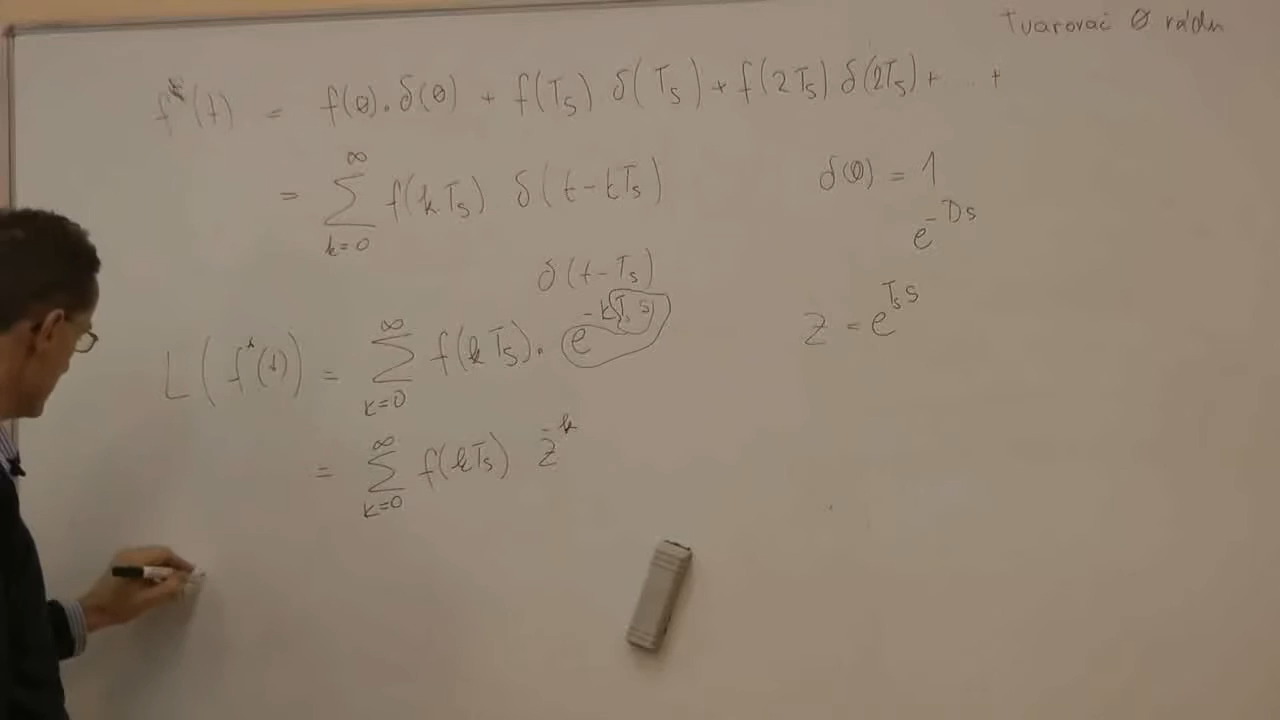 Tvarovač 0 rádu
f*(t) = f(0).δ(0) + f(Ts) δ(Ts) + f(2Ts) δ(2Ts) + ... +
= ∑_{k=0}^{∞} f(kTs) δ(t-kTs)
δ(0) = 1
e^{-Ds}
δ(t-Ts)
L(f*(t)) = ∑_{k=0}^{∞} f(kTs). e^{-kTs s}
z = e^{Ts s}
= ∑_{k=0}^{∞} f(kTs) z^{-k}